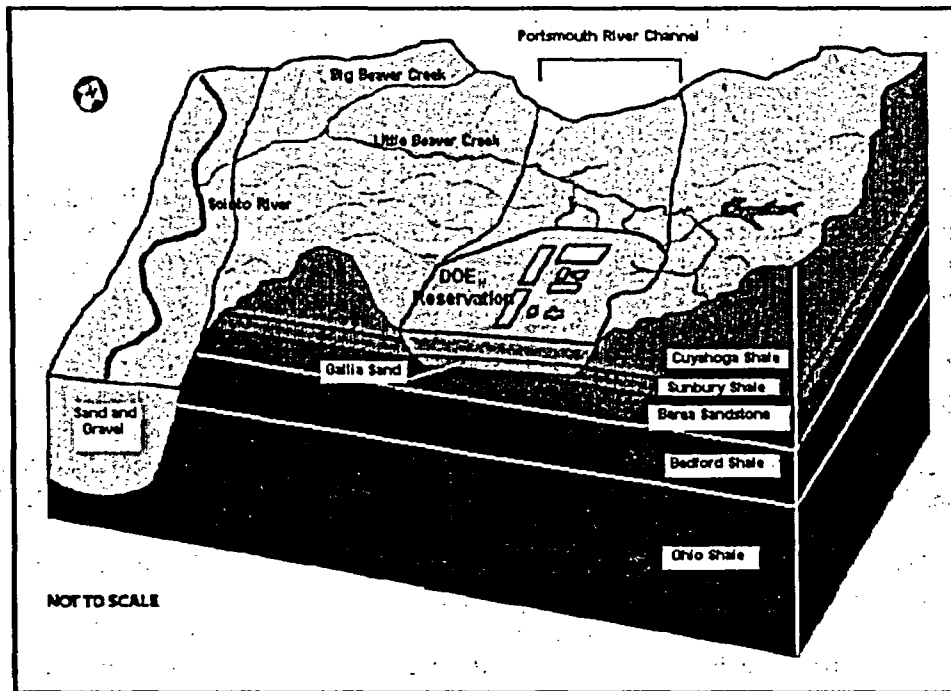 Portsmouth River Channel
Big Beaver Creek
Little Beaver Creek
Scioto River
DOE
Reservation
Gallia Sand
Cuyahoga Shale
Sunbury Shale
Berea Sandstone
Sand and
Gravel
Bedford Shale
Ohio Shale
NOT TO SCALE